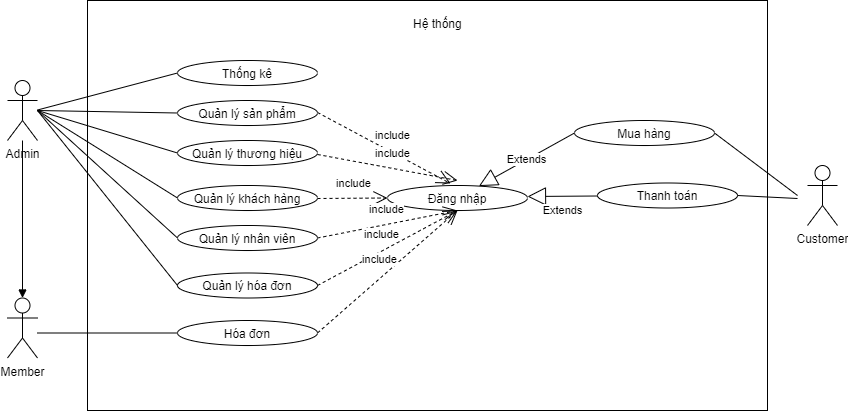 Hệ thống
Thống kê
Quản lý sản phẩm
include
Mua hàng
Admin
Quản lý thương hiệu
include
Extends
Quản lý khách hàng
include
Đăng nhập
Thanh toán
include
Extends
Quản lý nhân viên
include
Customer
include
Quản lý hóa đơn
Hóa đơn
Member